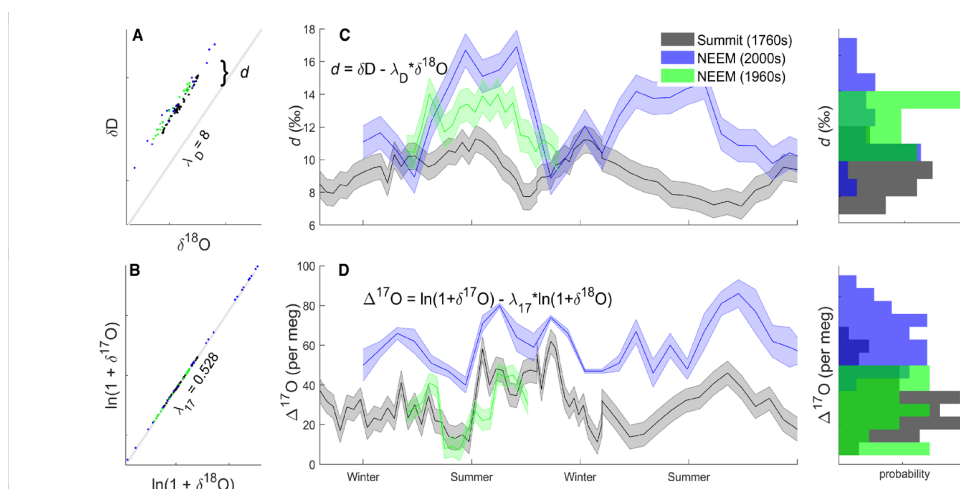 A
δD
λD = 8
} d
δ18O
C
d = δD - λD*δ18O
Summit (1760s)
NEEM (2000s)
NEEM (1960s)
d (‰)
18
16
14
12
10
8
6
4
d (‰)
B
ln(1 + δ17O)
λ17 = 0.528
ln(1 + δ18O)
D
Δ17O = ln(1+δ17O) - λ17*ln(1+δ18O)
Δ17O (per meg)
100
80
60
40
20
0
Winter
Summer
Winter
Summer
Δ17O (per meg)
probability